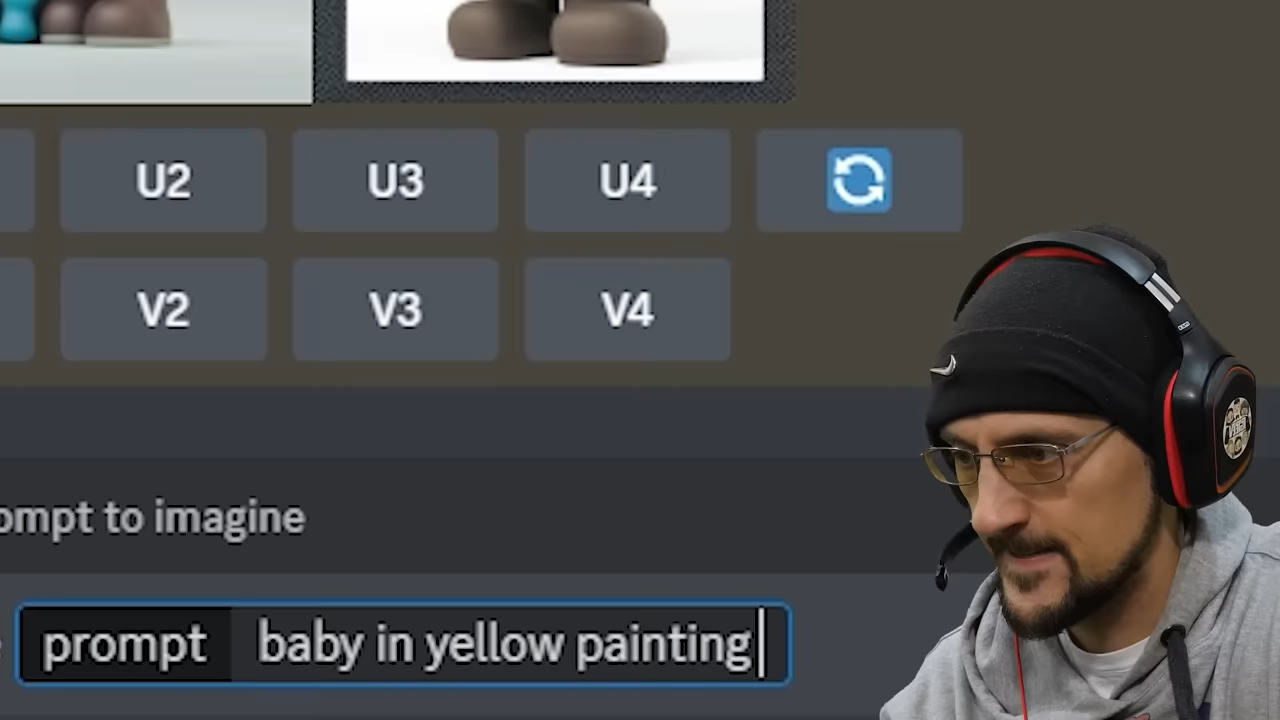 U2 U3 U4
V2 V3 V4
ompt to imagine
prompt baby in yellow painting